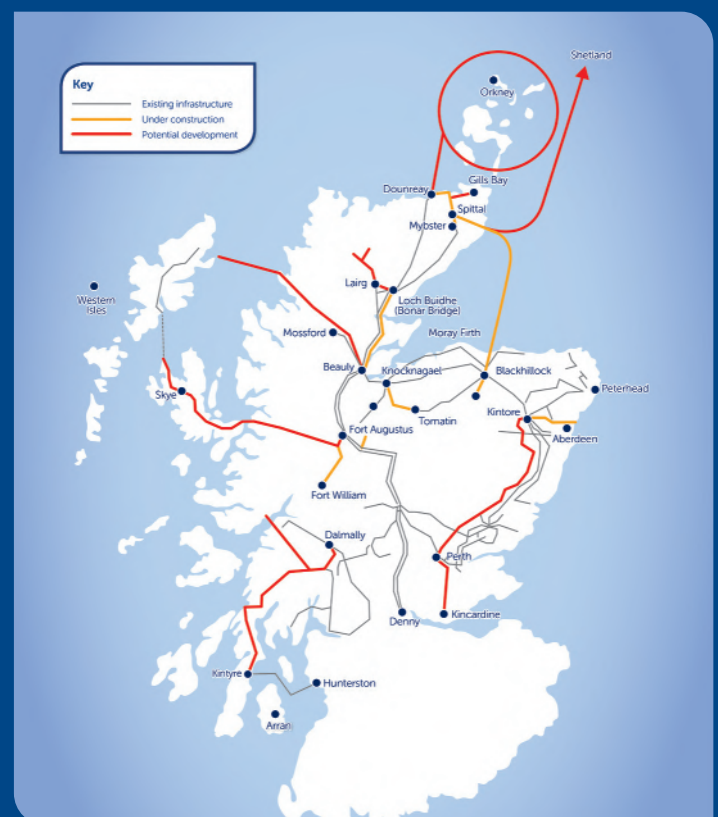 Shetland
Key
Existing infrastructure
Under construction
Potential development
Orkney
Gills Bay
Dounreay
Spittal
Mybster
Western
Isles
Lairg
Loch Buidhe
(Bonar Bridge)
Mossford
Moray Firth
Beauly
Knocknagael
Blackhillock
Skye
Peterhead
Kintore
Tomatin
Aberdeen
Fort Augustus
Fort William
Dalmally
Perth
Denny
Kincardine
Kintyre
Hunterston
Arran